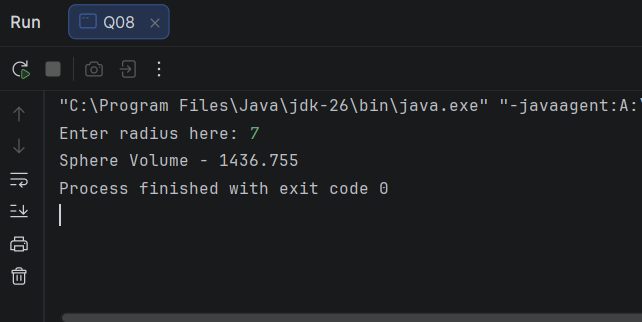 Run Q08
"C:\Program Files\Java\jdk-26\bin\java.exe" "-javaagent:A:\
Enter radius here: 7
Sphere Volume - 1436.755
Process finished with exit code 0